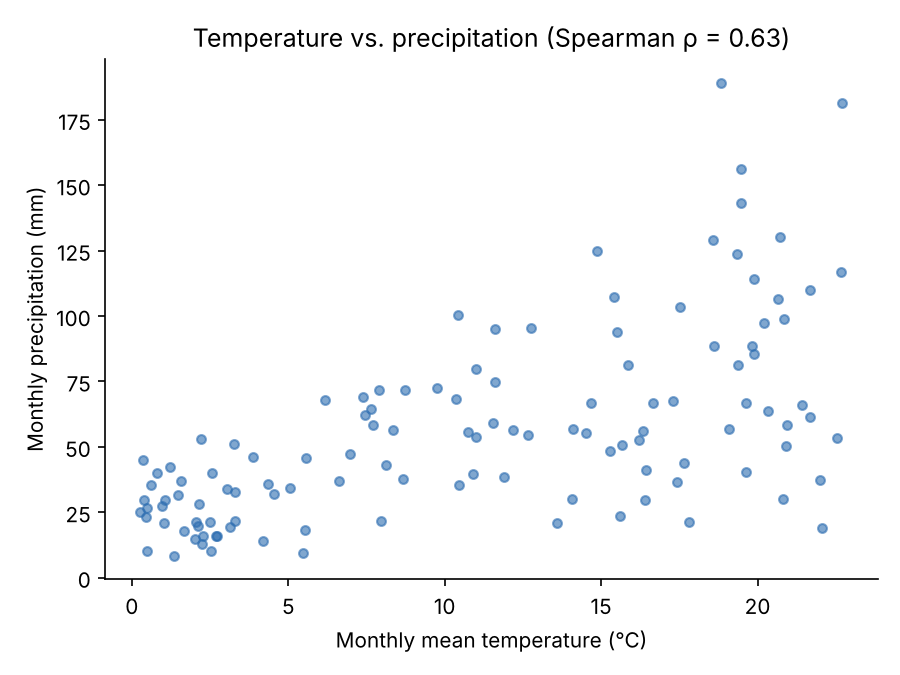 Temperature vs. precipitation (Spearman ρ = 0.63)
Monthly precipitation (mm)
175
150
125
100
75
50
25
0
0 5 10 15 20
Monthly mean temperature (°C)